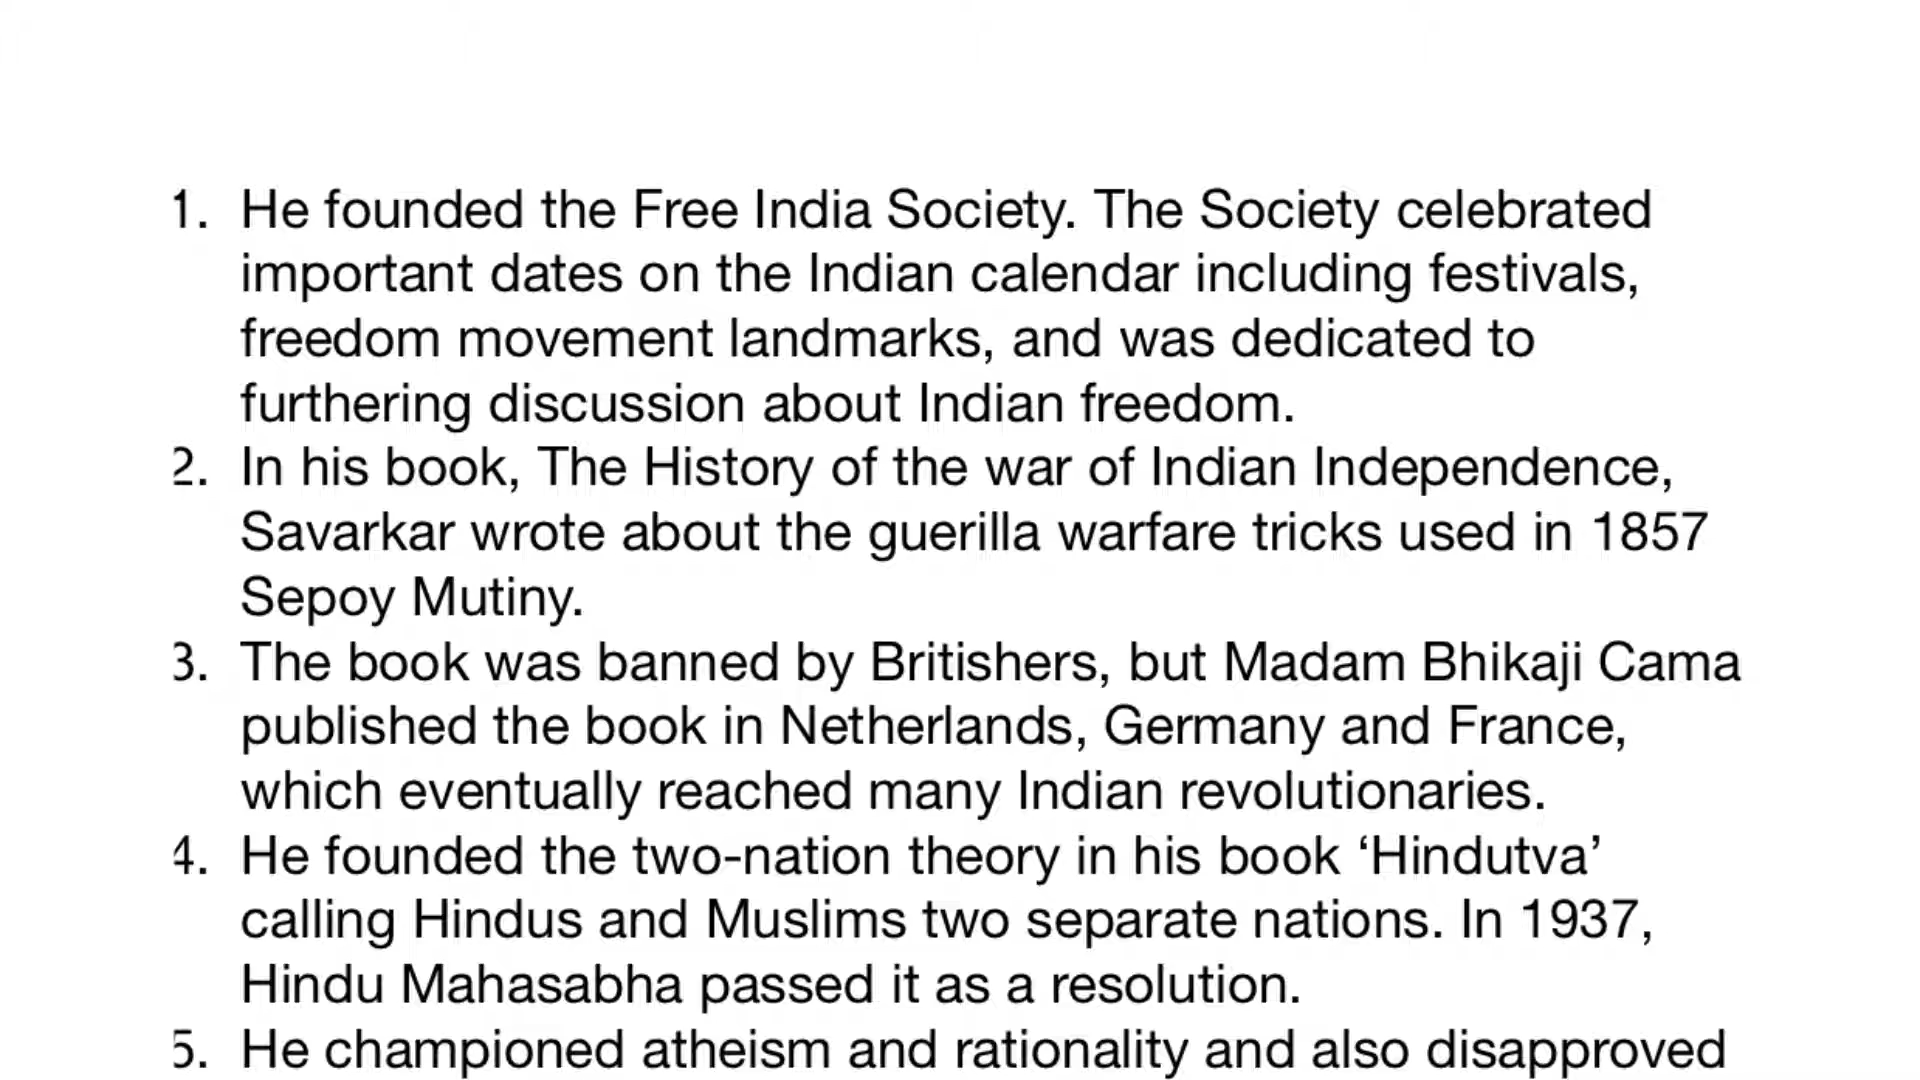 1. He founded the Free India Society. The Society celebrated
important dates on the Indian calendar including festivals,
freedom movement landmarks, and was dedicated to
furthering discussion about Indian freedom.
2. In his book, The History of the war of Indian Independence,
Savarkar wrote about the guerilla warfare tricks used in 1857
Sepoy Mutiny.
3. The book was banned by Britishers, but Madam Bhikaji Cama
published the book in Netherlands, Germany and France,
which eventually reached many Indian revolutionaries.
4. He founded the two-nation theory in his book ‘Hindutva’
calling Hindus and Muslims two separate nations. In 1937,
Hindu Mahasabha passed it as a resolution.
5. He championed atheism and rationality and also disapproved